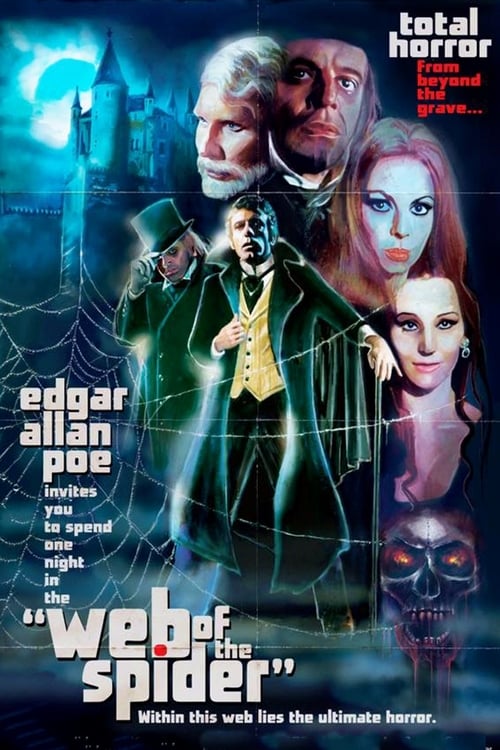 total
horror
from
beyond
the
grave...
edgar
allan
poe
invites
you
to spend
one
night
in
the
"web of
the
spider"
Within this web lies the ultimate horror.